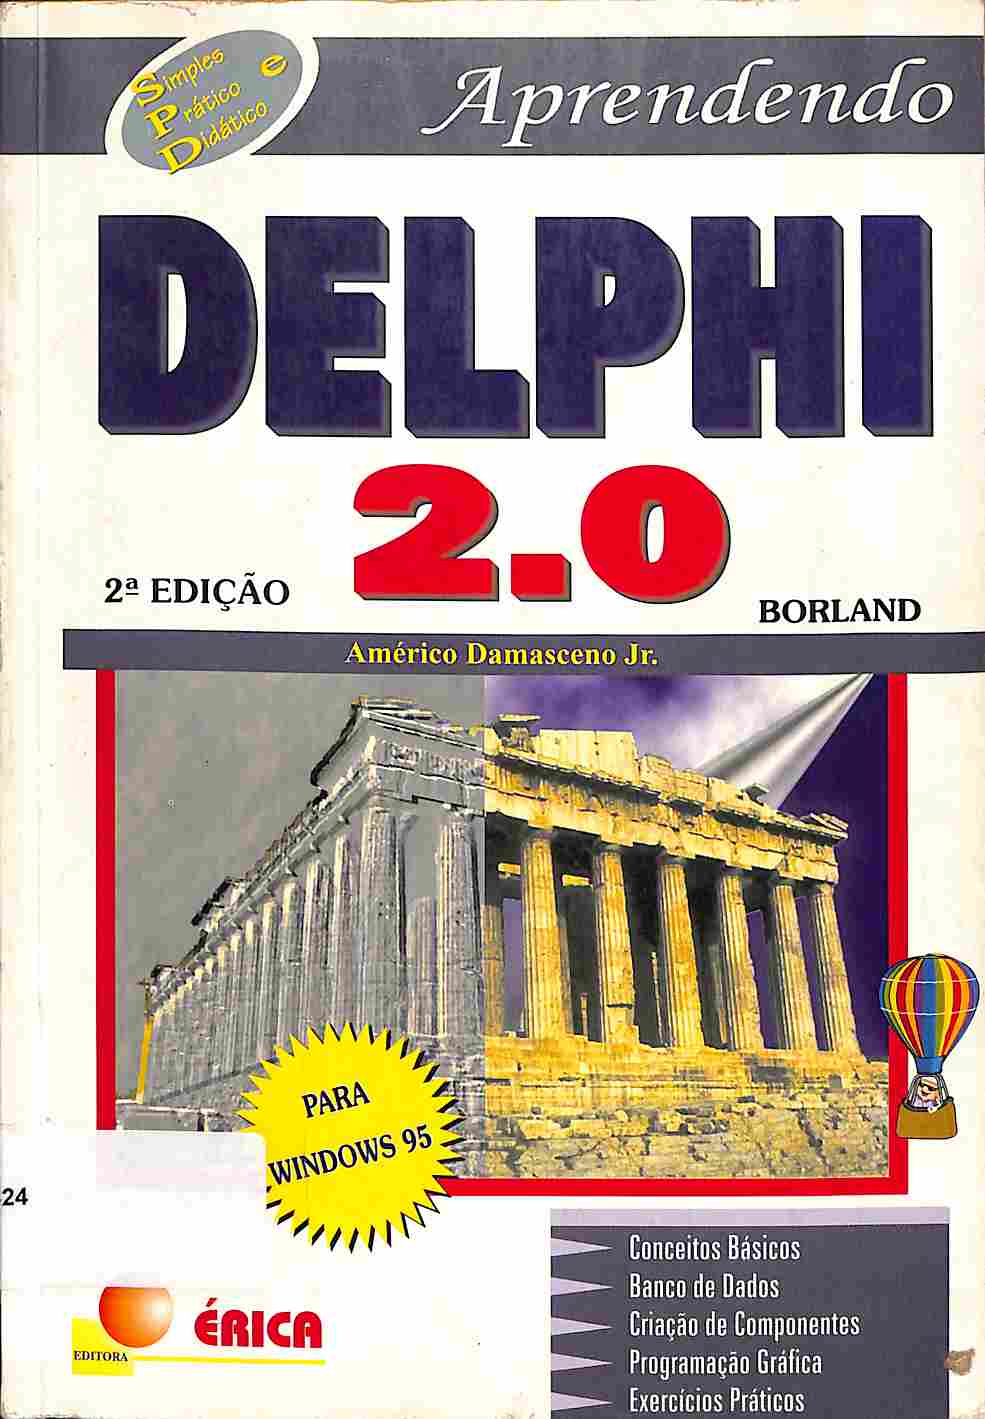 Simples
Prático e
Didático
Aprendendo
DELPHI
2.0
2ª EDIÇÃO
BORLAND
Américo Damasceno Jr.
PARA
WINDOWS 95
24
Conceitos Básicos
Banco de Dados
Criação de Componentes
Programação Gráfica
Exercícios Práticos
EDITORA
ÉRICA